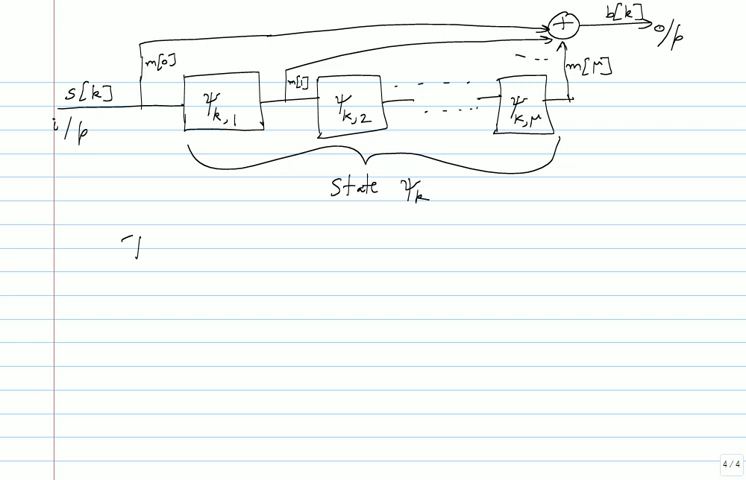 b[k]
o/p
m[0]
m[1]
m[μ]
s[k]
i/p
ψk,1
ψk,2
ψk,μ
State ψk
4 / 4